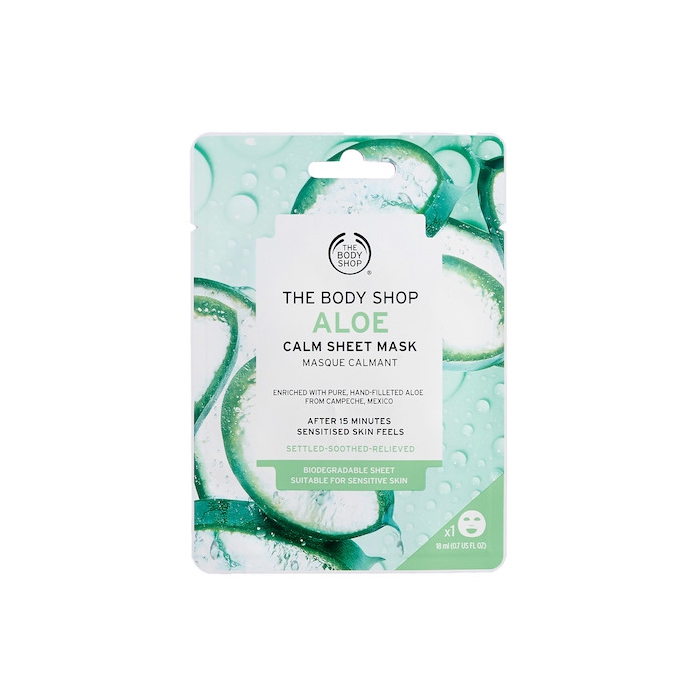 THE
BODY
SHOP
®
THE BODY SHOP
ALOE
CALM SHEET MASK
MASQUE CALMANT
ENRICHED WITH PURE, HAND-FILLETED ALOE
FROM CAMPECHE, MEXICO
AFTER 15 MINUTES
SENSITISED SKIN FEELS
SETTLED-SOOTHED-RELIEVED
BIODEGRADABLE SHEET
SUITABLE FOR SENSITIVE SKIN
x1
18 ml (0.7 US FL OZ)